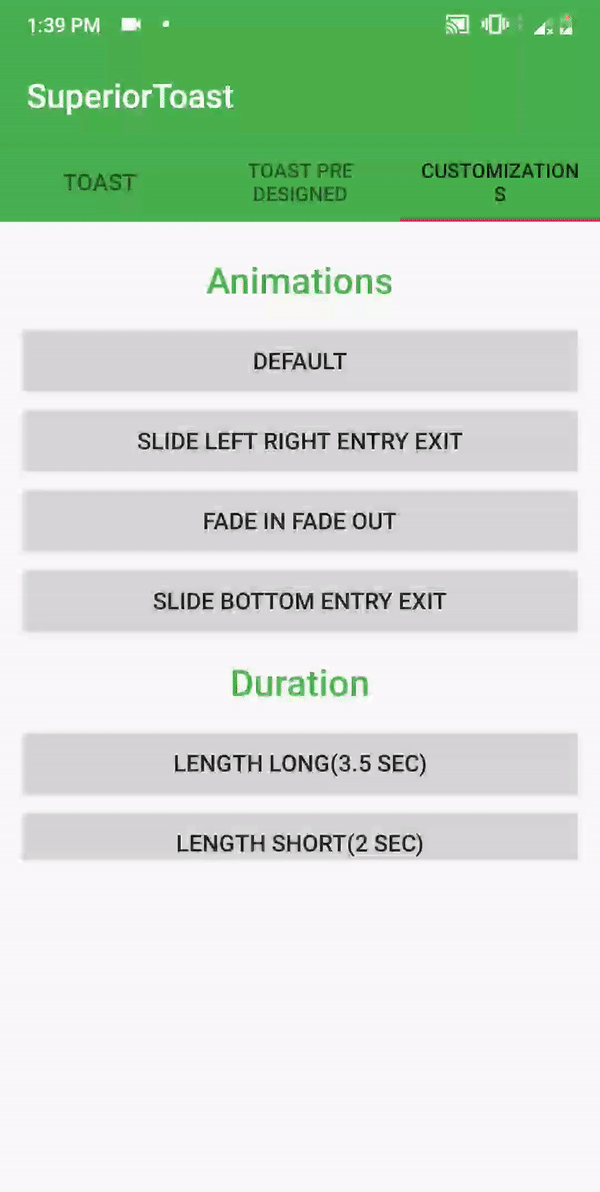 1:39 PM
SuperiorToast
TOAST
TOAST PRE
DESIGNED
CUSTOMIZATION
S
Animations
DEFAULT
SLIDE LEFT RIGHT ENTRY EXIT
FADE IN FADE OUT
SLIDE BOTTOM ENTRY EXIT
Duration
LENGTH LONG(3.5 SEC)
LENGTH SHORT(2 SEC)